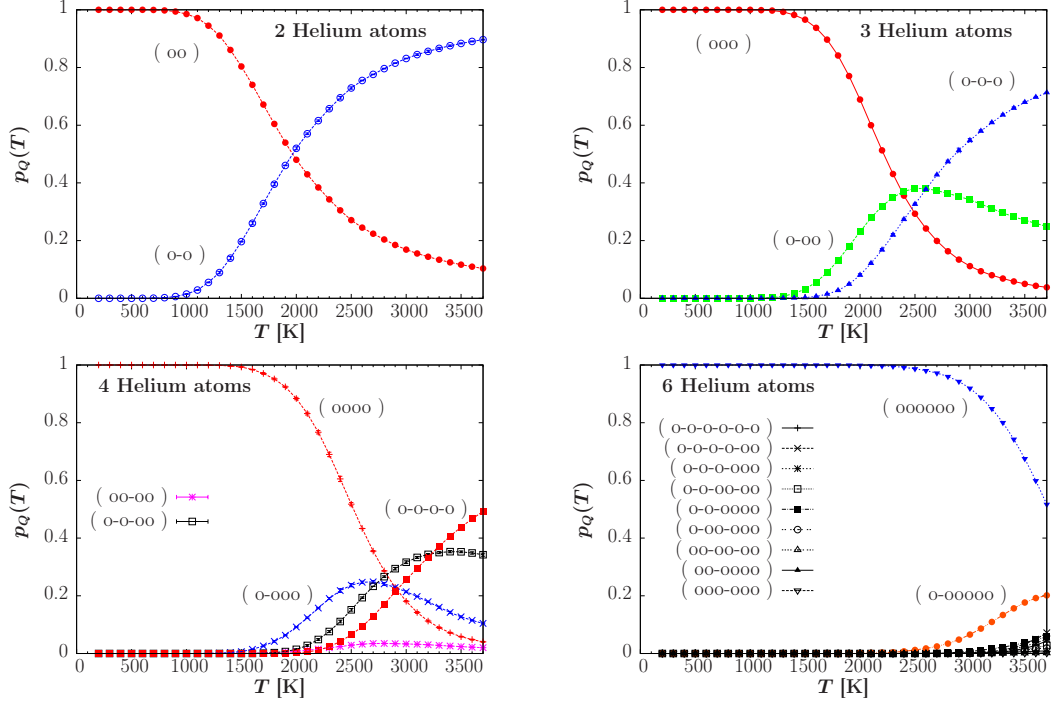 2 Helium atoms
( oo )
( o-o )
p_Q(T)
1
0.8
0.6
0.4
0.2
0
0 500 1000 1500 2000 2500 3000 3500
T [K]
3 Helium atoms
( ooo )
( o-o-o )
( o-oo )
p_Q(T)
1
0.8
0.6
0.4
0.2
0
0 500 1000 1500 2000 2500 3000 3500
T [K]
4 Helium atoms
( oooo )
( oo-oo )
( o-o-oo )
( o-o-o-o )
( o-ooo )
p_Q(T)
1
0.8
0.6
0.4
0.2
0
0 500 1000 1500 2000 2500 3000 3500
T [K]
6 Helium atoms
( oooooo )
( o-o-o-o-o-o )
( o-o-o-o-oo )
( o-o-o-ooo )
( o-o-oo-oo )
( o-o-oooo )
( o-oo-ooo )
( oo-oo-oo )
( oo-oooo )
( ooo-ooo )
( o-ooooo )
p_Q(T)
1
0.8
0.6
0.4
0.2
0
0 500 1000 1500 2000 2500 3000 3500
T [K]